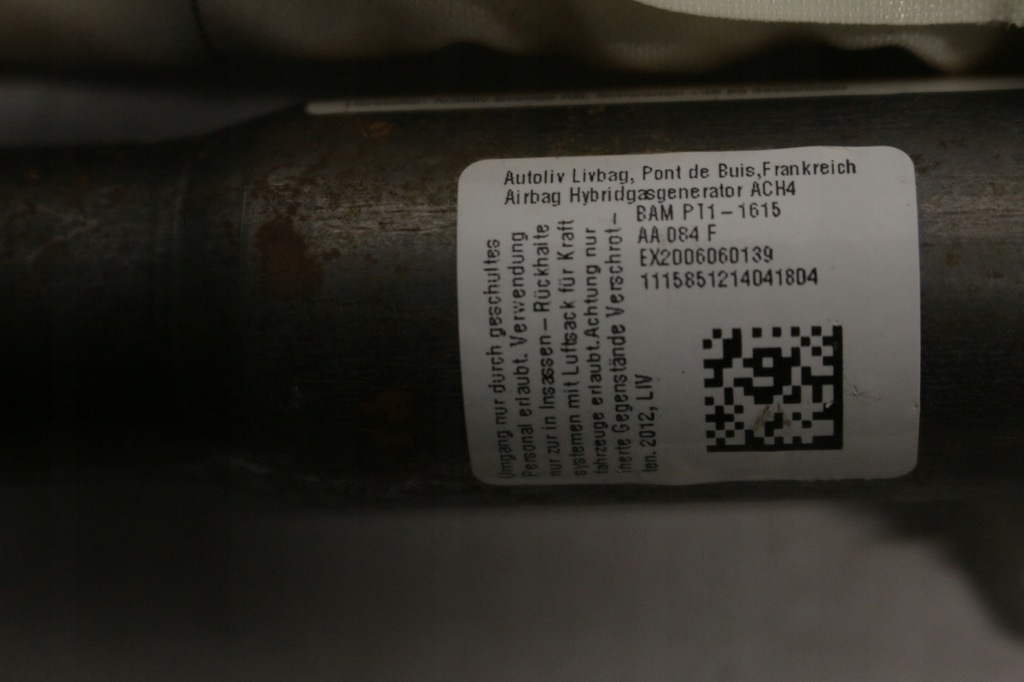 Autoliv Livbag, Pont de Buis,Frankreich
Airbag Hybridgasgenerator ACH4
BAM PT1-1615
AA 084 F
EX2006060139
1115851214041804
Umgang nur durch geschultes
Personal erlaubt. Verwendung
nur zur in Insassen-Rückhalte
systemen mit Luftsack für Kraft
fahrzeuge erlaubt.Achtung nur
inerte Gegenstände Verschrot-
ten. 2012, LIV